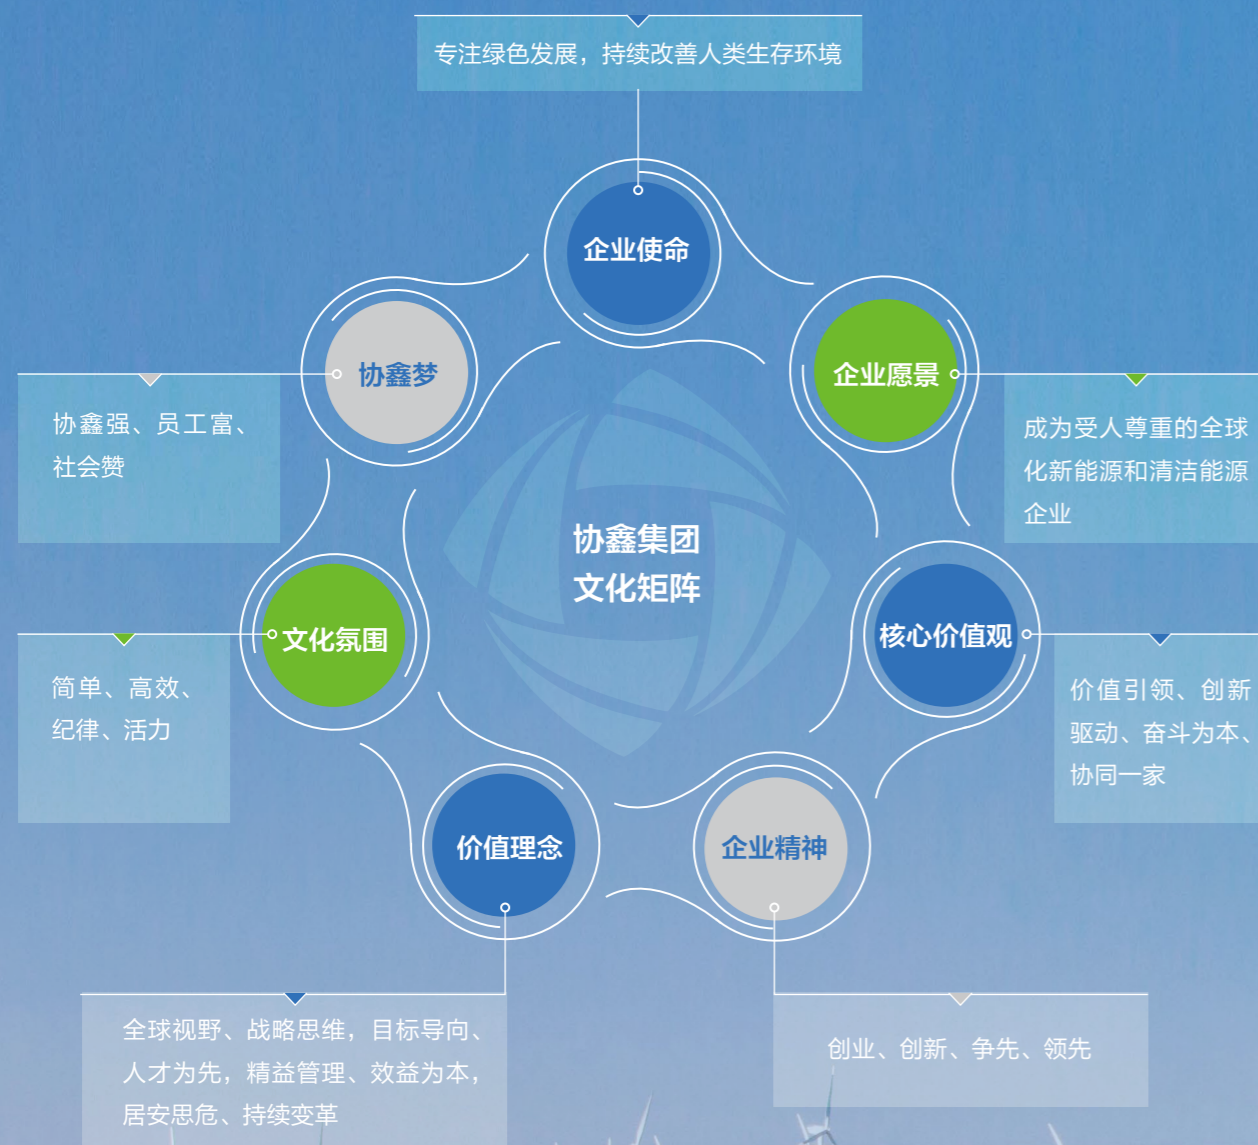 专注绿色发展，持续改善人类生存环境
企业使命
企业愿景
成为受人尊重的全球
化新能源和清洁能源
企业
核心价值观
价值引领、创新
驱动、奋斗为本、
协同一家
企业精神
创业、创新、争先、领先
价值理念
全球视野、战略思维，目标导向、
人才为先，精益管理、效益为本，
居安思危、持续变革
文化氛围
简单、高效、
纪律、活力
协鑫梦
协鑫强、员工富、
社会赞
协鑫集团
文化矩阵